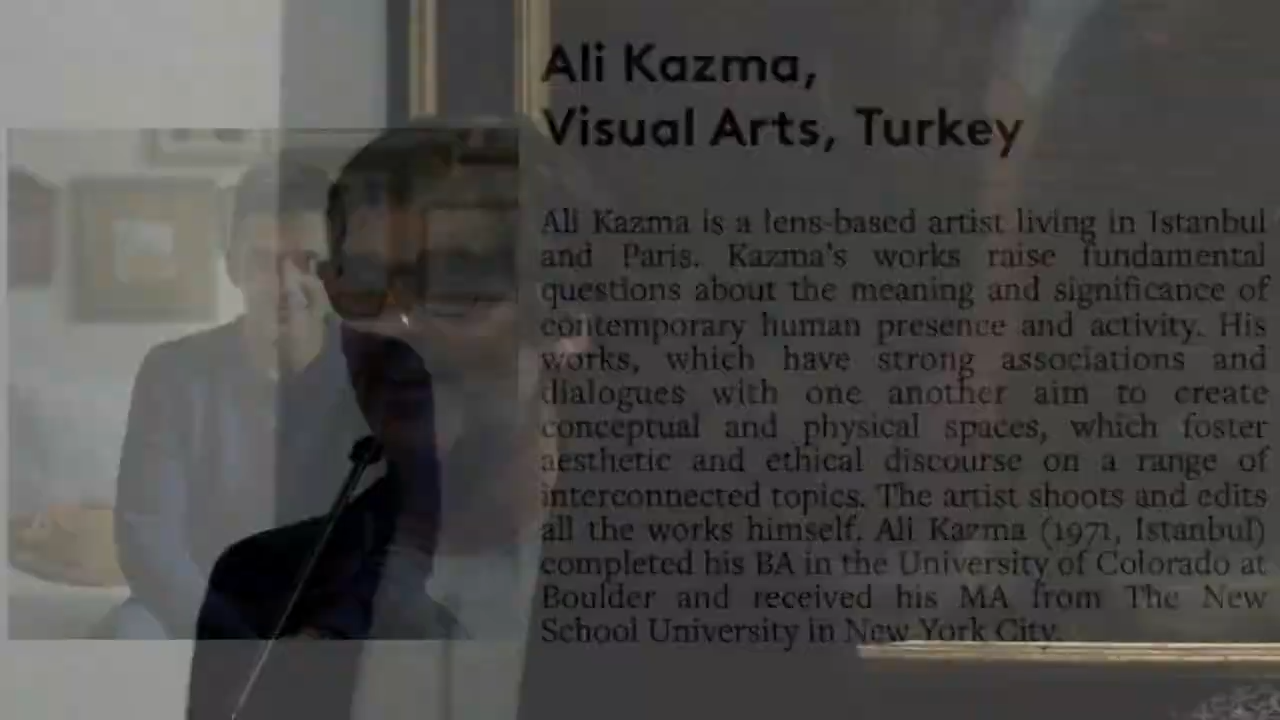 Ali Kazma,
Visual Arts, Turkey
Ali Kazma is a lens-based artist living in Istanbul
and Paris. Kazma's works raise fundamental
questions about the meaning and significance of
contemporary human presence and activity. His
works, which have strong associations and
dialogues with one another aim to create
conceptual and physical spaces, which foster
aesthetic and ethical discourse on a range of
interconnected topics. The artist shoots and edits
all the works himself. Ali Kazma (1971, Istanbul)
completed his BA in the University of Colorado at
Boulder and received his MA from The New
School University in New York City.